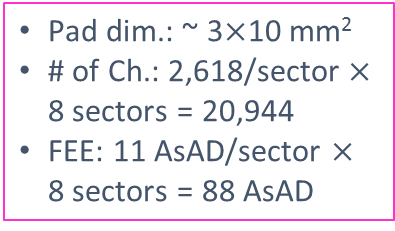 • Pad dim.: ~ 3×10 mm²
• # of Ch.: 2,618/sector ×
8 sectors = 20,944
• FEE: 11 AsAD/sector ×
8 sectors = 88 AsAD